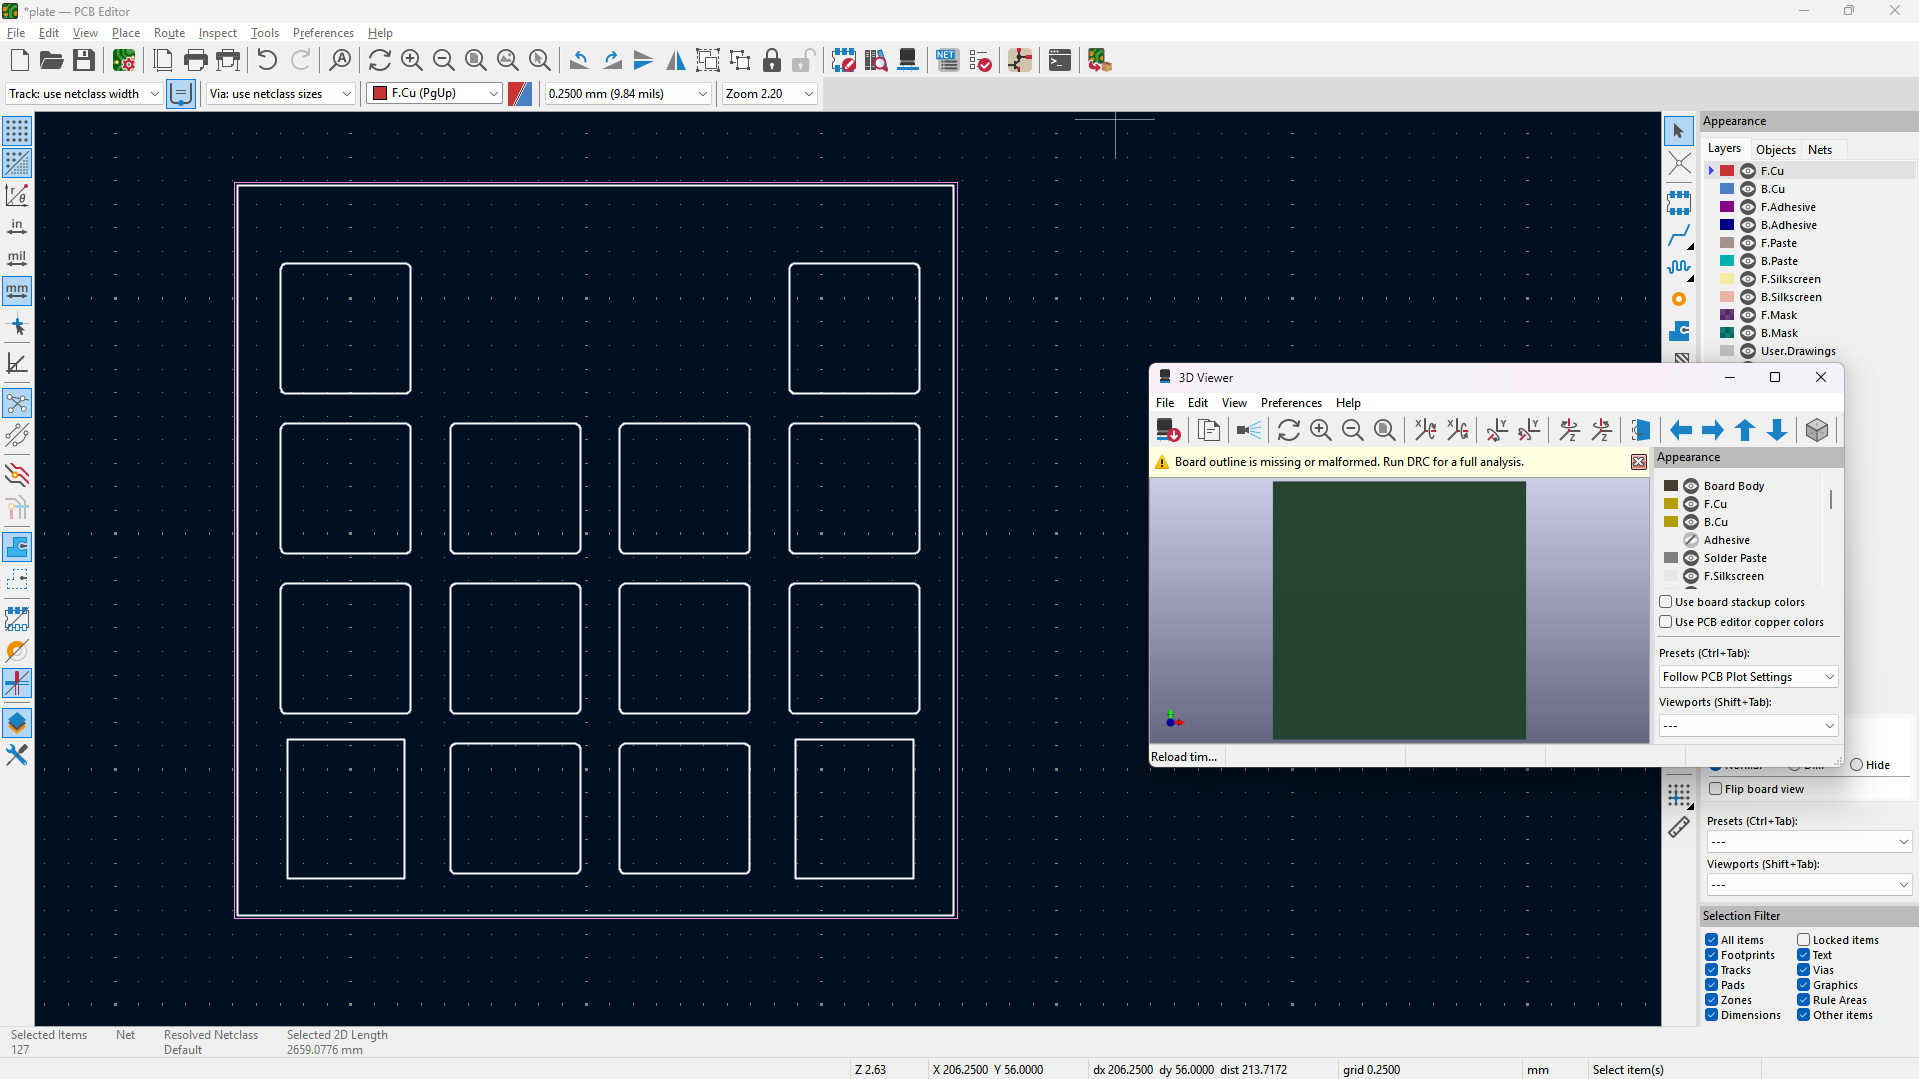 *plate — PCB Editor
File Edit View Place Route Inspect Tools Preferences Help
Track: use netclass width Via: use netclass sizes F.Cu (PgUp) 0.2500 mm (9.84 mils) Zoom 2.20
in
mil
mm
Appearance
Layers Objects Nets
F.Cu
B.Cu
F.Adhesive
B.Adhesive
F.Paste
B.Paste
F.Silkscreen
B.Silkscreen
F.Mask
B.Mask
User.Drawings
3D Viewer
File Edit View Preferences Help
Board outline is missing or malformed. Run DRC for a full analysis.
Appearance
Board Body
F.Cu
B.Cu
Adhesive
Solder Paste
F.Silkscreen
Use board stackup colors
Use PCB editor copper colors
Presets (Ctrl+Tab):
Follow PCB Plot Settings
Viewports (Shift+Tab):
---
Reload tim...
Hide
Flip board view
Presets (Ctrl+Tab):
---
Viewports (Shift+Tab):
---
Selection Filter
All items Locked items
Footprints Text
Tracks Vias
Pads Graphics
Zones Rule Areas
Dimensions Other items
Selected Items Net Resolved Netclass Selected 2D Length
127 Default 2659.0776 mm
Z 2.63 X 206.2500 Y 56.0000 dx 206.2500 dy 56.0000 dist 213.7172 grid 0.2500 mm Select item(s)